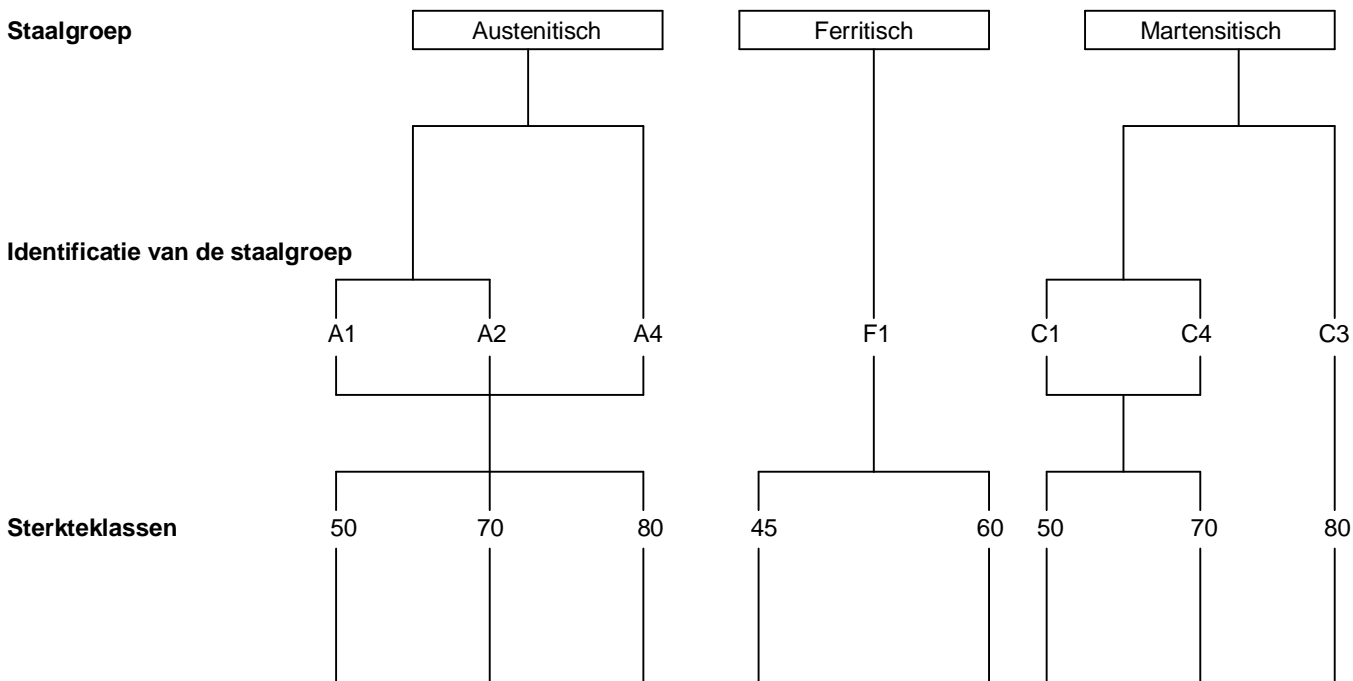 Staalgroep Austenitisch Ferritisch Martensitisch
Identificatie van de staalgroep
A1 A2 A4 F1 C1 C4 C3
Sterkteklassen 50 70 80 45 60 50 70 80